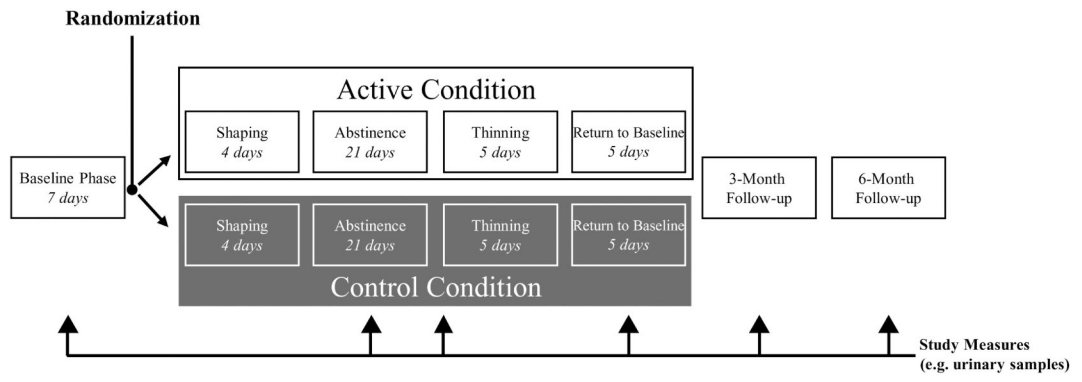 Randomization
Active Condition
Shaping
4 days
Abstinence
21 days
Thinning
5 days
Return to Baseline
5 days
Baseline Phase
7 days
3-Month
Follow-up
6-Month
Follow-up
Shaping
4 days
Abstinence
21 days
Thinning
5 days
Return to Baseline
5 days
Control Condition
Study Measures
(e.g. urinary samples)